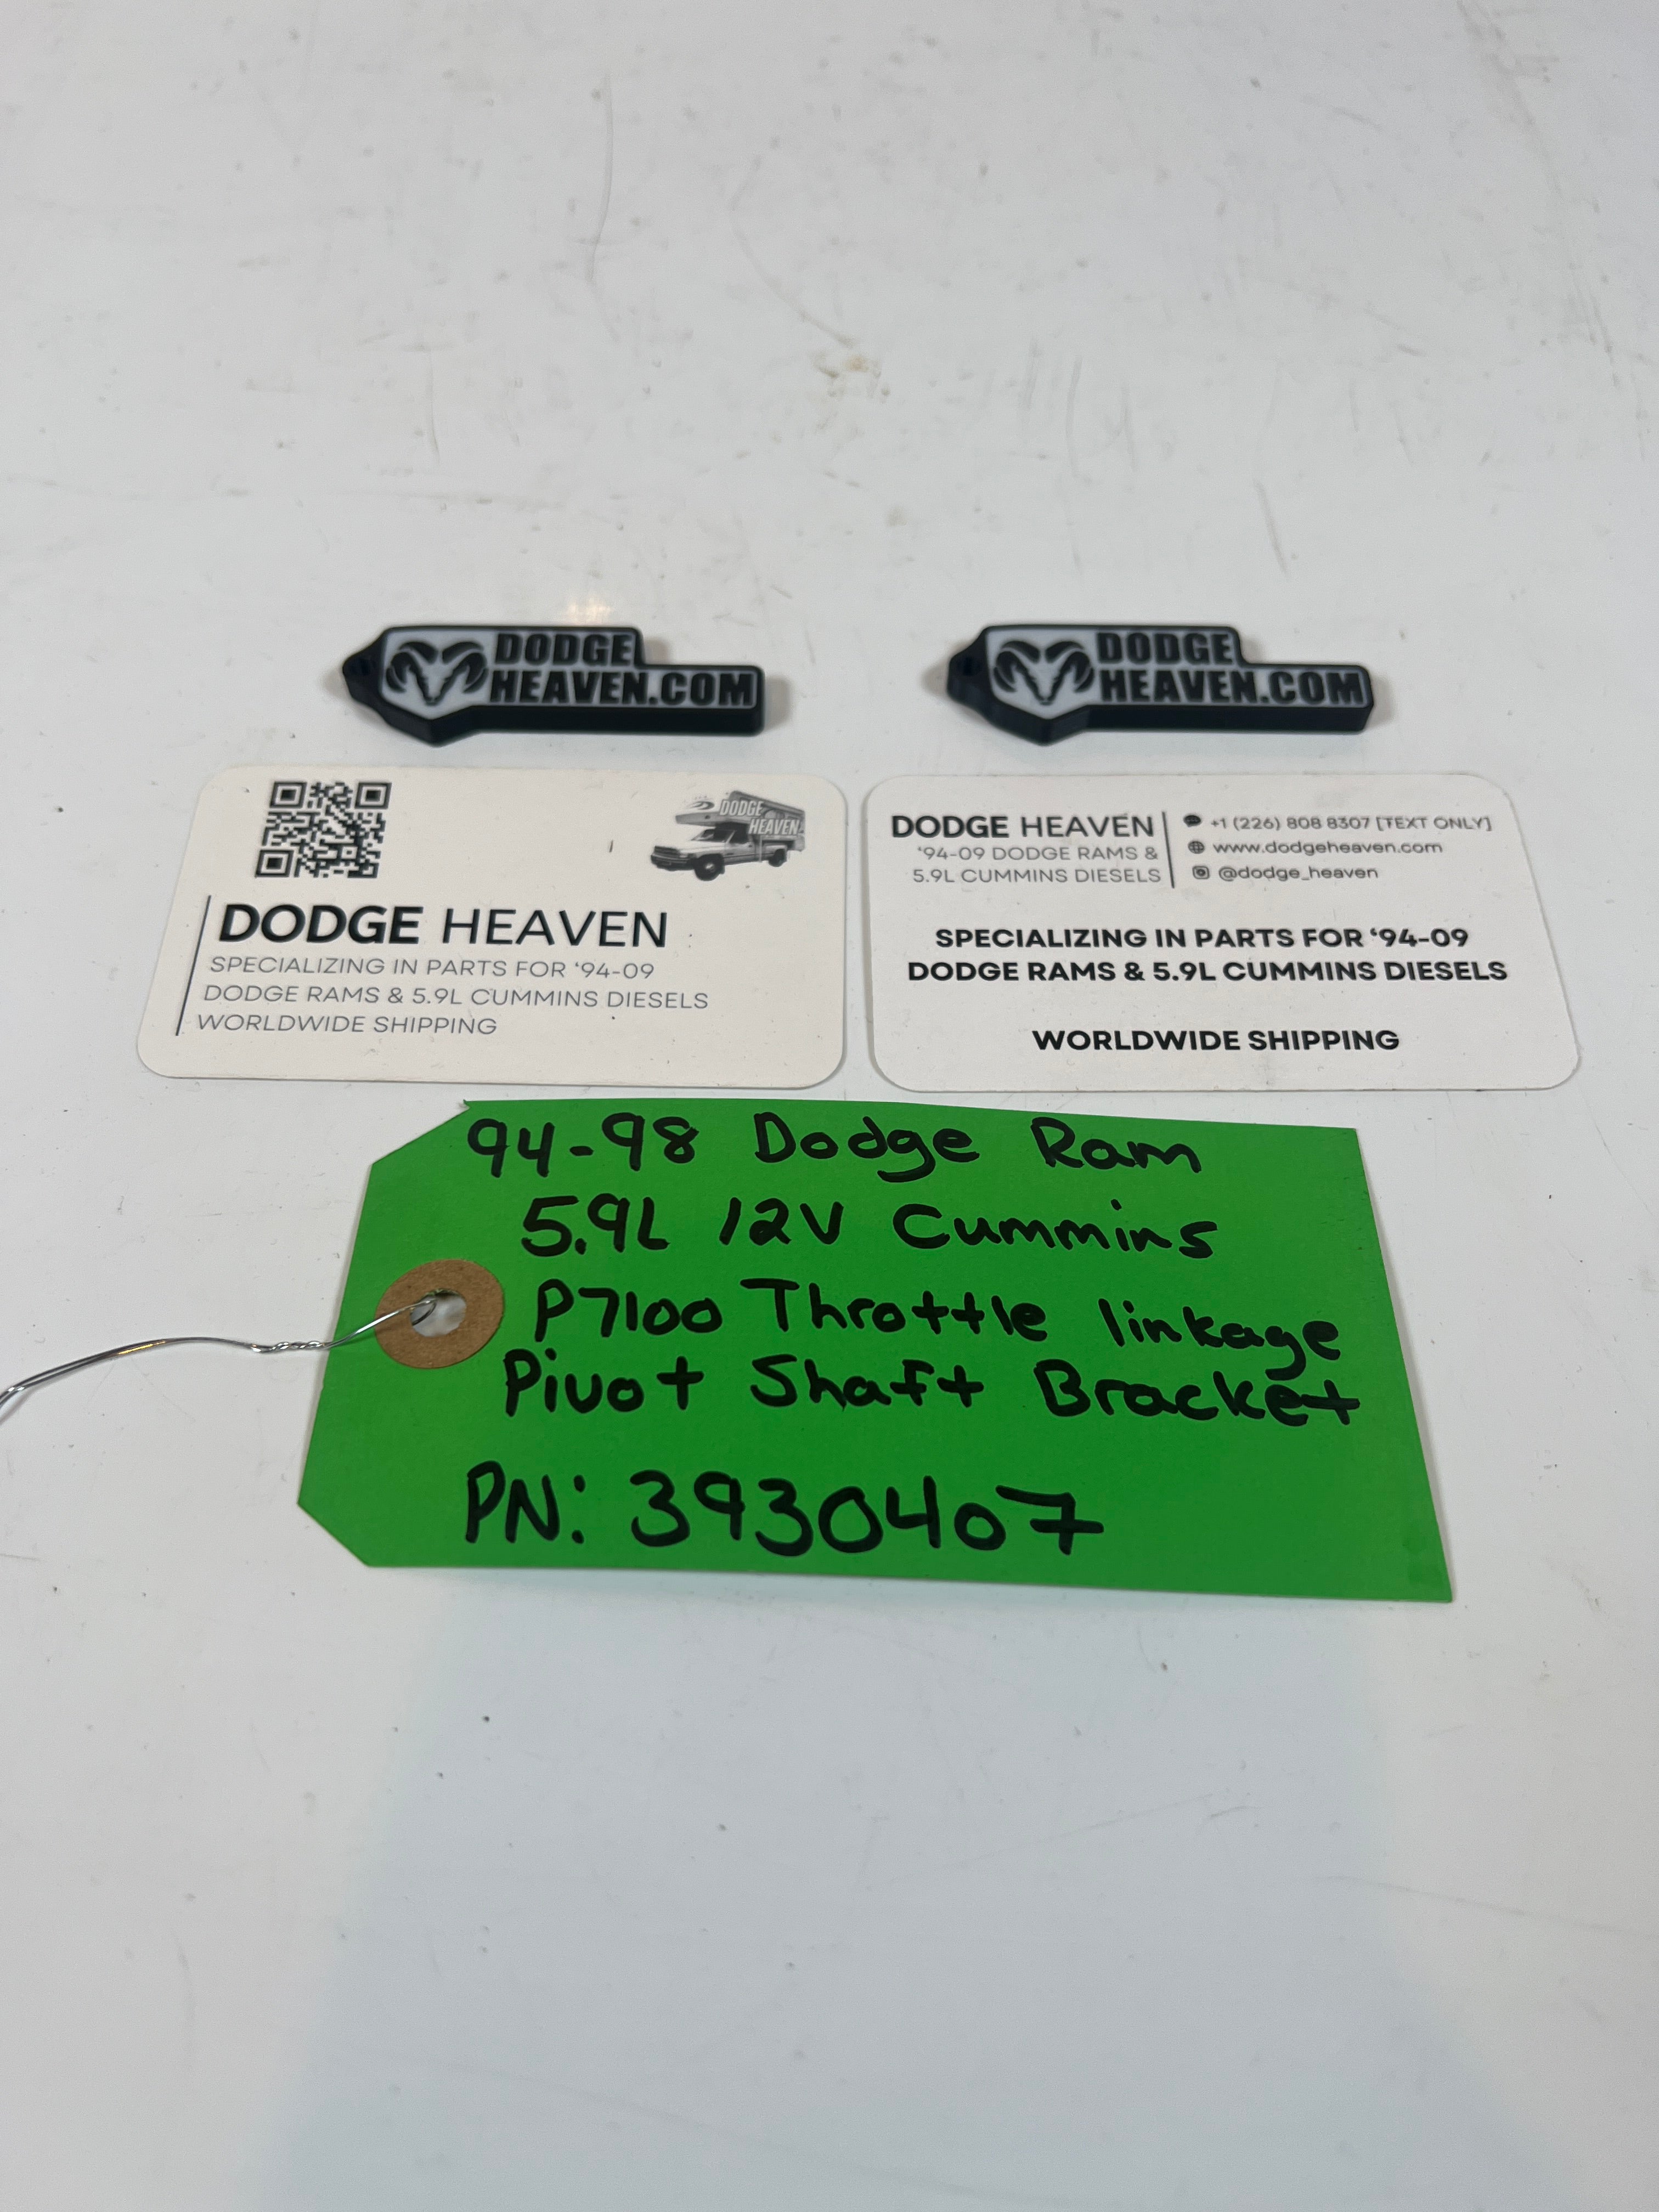 DODGE
HEAVEN.COM
DODGE
HEAVEN.COM
DODGE
HEAVEN
DODGE HEAVEN
SPECIALIZING IN PARTS FOR ‘94-09
DODGE RAMS & 5.9L CUMMINS DIESELS
WORLDWIDE SHIPPING
DODGE HEAVEN
‘94-09 DODGE RAMS &
5.9L CUMMINS DIESELS
+1 (226) 808 8307 [TEXT ONLY]
www.dodgeheaven.com
@dodge_heaven
SPECIALIZING IN PARTS FOR ‘94-09
DODGE RAMS & 5.9L CUMMINS DIESELS
WORLDWIDE SHIPPING
94-98 Dodge Ram
5.9L 12V Cummins
P7100 Throttle linkage
Pivot Shaft Bracket
PN: 3930407